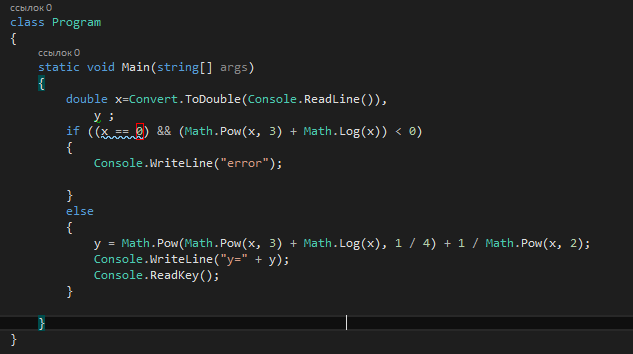 ссылок 0
class Program
{
ссылок 0
static void Main(string[] args)
{
double x=Convert.ToDouble(Console.ReadLine()),
y ;
if ((x == 0) && (Math.Pow(x, 3) + Math.Log(x)) < 0)
{
Console.WriteLine("error");
}
else
{
y = Math.Pow(Math.Pow(x, 3) + Math.Log(x), 1 / 4) + 1 / Math.Pow(x, 2);
Console.WriteLine("y=" + y);
Console.ReadKey();
}
}
}